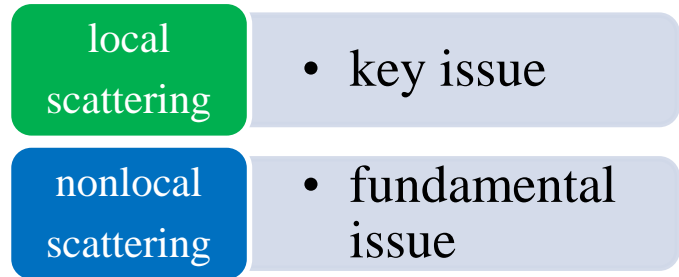 local
scattering
• key issue
nonlocal
scattering
• fundamental
issue